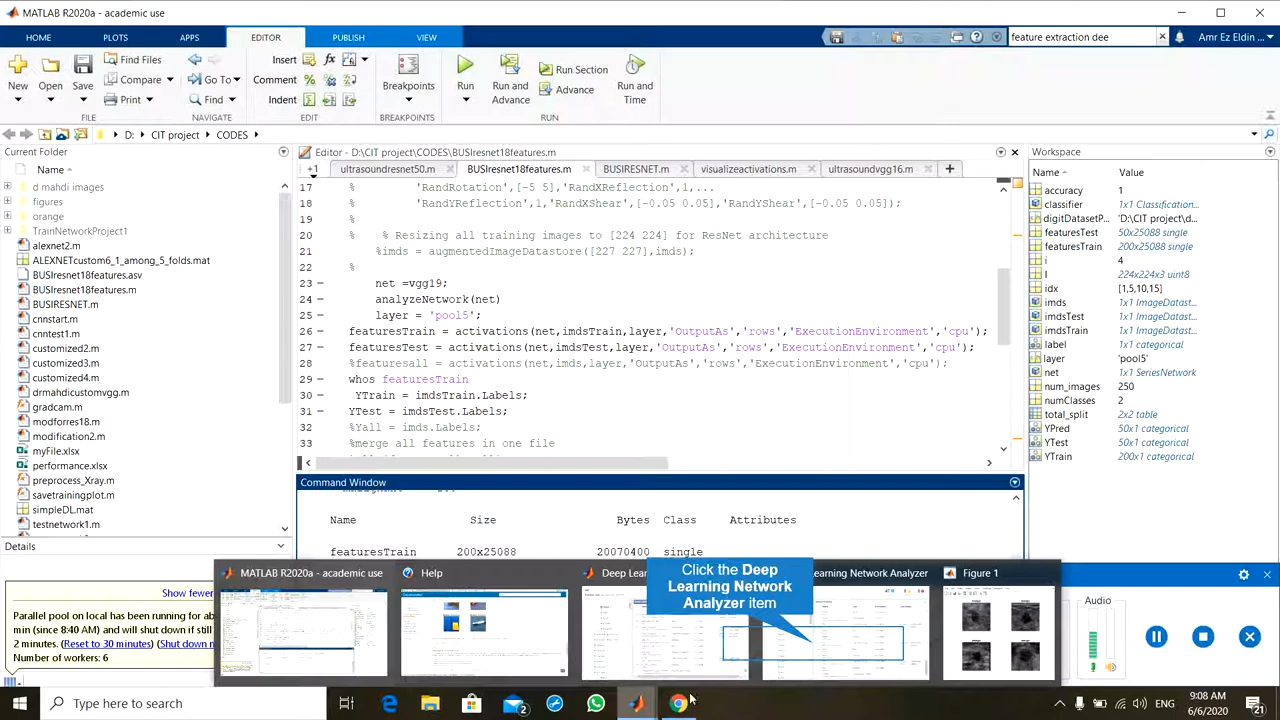 MATLAB R2020a - academic use
HOME
PLOTS
APPS
EDITOR
PUBLISH
VIEW
feature extraction dee
Amr Ez Eldin ...
New
Open
Save
Find Files
Compare
Print
Go To
Find
Insert
Comment
Indent
fx
Breakpoints
Run
Run and
Advance
Run Section
Advance
Run and
Time
FILE
NAVIGATE
EDIT
BREAKPOINTS
RUN
D: CIT project CODES
Current Folder
Name
d mahdi images
figures
orange
TrainNetworkProject1
alexnet2.m
ALEXNETcustom6_1_among_5_folds.mat
BUSIresnet18features.asv
BUSIresnet18features.m
BUSIRESNET.m
cnnstart.m
cnntest1.m
customized2.m
customized3.m
customized4.m
drmahdicustomvgg.m
gradcam.m
modforres18.m
modification2.m
myFile.xlsx
performance.xlsx
preprocess_Xray.m
savetrainingplot.m
simpleDL.mat
testnetwork1.m
Details
Editor - D:\CIT project\CODES\BUSIresnet18features.m
+1
ultrasoundresnet50.m
BUSIresnet18features.m
BUSIRESNET.m
visualizeactivations.m
ultrasoundvgg16.m
17 % 'RandRotation',[-5 5],'RandXReflection',1,...
18 % 'RandYReflection',1,'RandXShear',[-0.05 0.05],'RandYShear',[-0.05 0.05]);
19 %
20 % % Resizing all training images to [224 224] for ResNet architecture
21 %imds = augmentedImageDatastore([227 227],imds);
22 %
23 - net =vgg19;
24 - analyzeNetwork(net)
25 - layer = 'pool5';
26 - featuresTrain = activations(net,imdsTrain,layer,'OutputAs','rows','ExecutionEnvironment','cpu');
27 - featuresTest = activations(net,imdsTest,layer,'OutputAs','rows','ExecutionEnvironment','cpu');
28 %featuresall = activations(net,imds,layer,'OutputAs','rows','ExecutionEnvironment','cpu');
29 - whos featuresTrain
30 - YTrain = imdsTrain.Labels;
31 - YTest = imdsTest.Labels;
32 %Yall = imds.Labels;
33 %merge all features in one file
Command Window
Name Size Bytes Class Attributes
featuresTrain 200x25088 20070400 single
Workspace
Name Value
accuracy 1
classifier 1x1 Classification...
digitDatasetP... 'D:\CIT project\d...
featuresTest 50x25088 single
featuresTrain 200x25088 single
i 4
I 224x224x3 uint8
idx [1,5,10,15]
imds 1x1 ImageDatast...
imdsTest 1x1 ImageDatast...
imdsTrain 1x1 ImageDatast...
label 1x1 categorical
layer 'pool5'
net 1x1 SeriesNetwork
num_images 250
numClasses 2
total_split 2x2 table
YPred 50x1 categorical
YTest 50x1 categorical
YTrain 200x1 categorical
Show fewer
Parallel pool on local has been running for ab
m (since 8:40 AM) and will shut down if still
2 minutes. (Reset to 30 minutes) (Shut down n
Number of workers: 6
MATLAB R2020a - academic use
Help
Deep Lea
Learning Network Analyzer
Figure 1
Click the Deep
Learning Network
Analyzer item
Audio
Type here to search
2
ENG
9:08 AM
6/6/2020
21